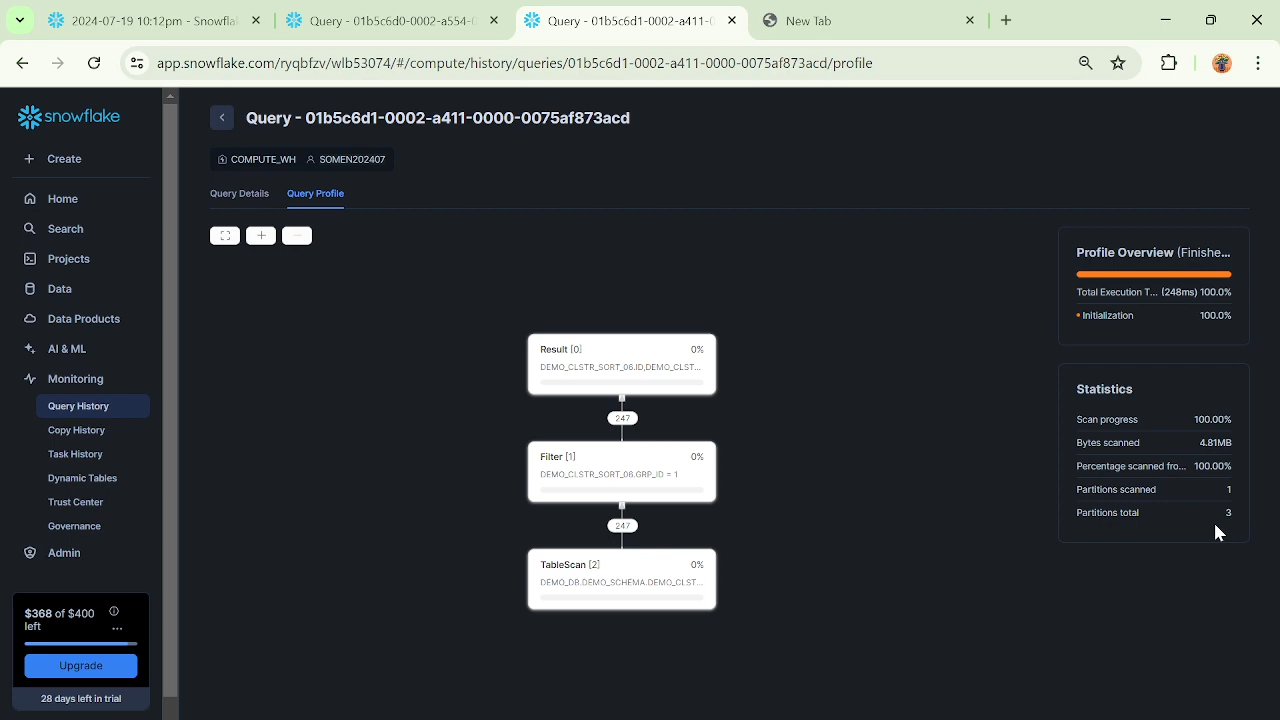 2024-07-19 10:12pm - Snowfla
Query - 01b5c6d0-0002-a554-0
Query - 01b5c6d1-0002-a411-0
New Tab
app.snowflake.com/ryqbfzv/wlb53074/#/compute/history/queries/01b5c6d1-0002-a411-0000-0075af873acd/profile
snowflake
Create
Home
Search
Projects
Data
Data Products
AI & ML
Monitoring
Query History
Copy History
Task History
Dynamic Tables
Trust Center
Governance
Admin
$368 of $400
left
Upgrade
28 days left in trial
Query - 01b5c6d1-0002-a411-0000-0075af873acd
COMPUTE_WH SOMEN202407
Query Details Query Profile
Result [0] 0%
DEMO_CLSTR_SORT_06.ID,DEMO_CLST...
247
Filter [1] 0%
DEMO_CLSTR_SORT_06.GRP_ID = 1
247
TableScan [2] 0%
DEMO_DB.DEMO_SCHEMA.DEMO_CLST...
Profile Overview (Finishe...
Total Execution T... (248ms) 100.0%
Initialization 100.0%
Statistics
Scan progress 100.00%
Bytes scanned 4.81MB
Percentage scanned fro... 100.00%
Partitions scanned 1
Partitions total 3